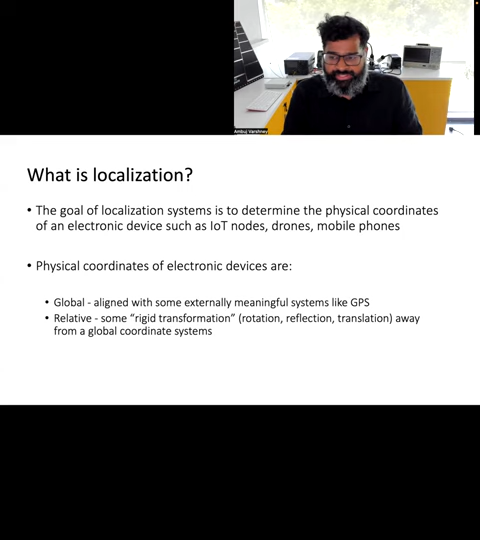 Ambuj Varshney
What is localization?
• The goal of localization systems is to determine the physical coordinates
of an electronic device such as IoT nodes, drones, mobile phones
• Physical coordinates of electronic devices are:
• Global - aligned with some externally meaningful systems like GPS
• Relative - some “rigid transformation” (rotation, reflection, translation) away
from a global coordinate systems